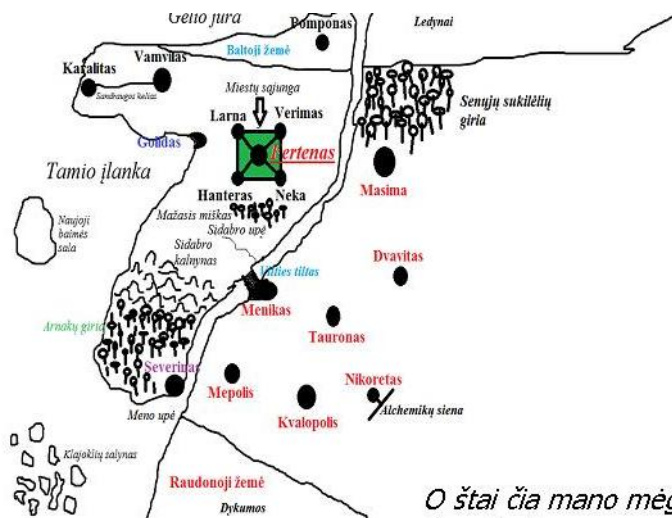 Gelio jūra
Pomponas
Ledynai
Baltoji žemė
Vamvilas
Karalitas
Sandraugos kelias
Miestų sąjunga
Larna
Verimas
Senųjų sukilėlių
giria
Golidas
Pertenas
Masima
Tamio įlanka
Hanteras
Neka
Mažasis miškas
Naujoji
baimės
sala
Sidabro upė
Sidabro
kalnynas
Dvavitas
Vilties tiltas
Menikas
Arnakų giria
Tauronas
Severinas
Mepolis
Nikoretas
Kvalopolis
Alchemikų siena
Meno upė
Klajoklių salynas
Raudonoji žemė
Dykumos
O štai čia mano mėg